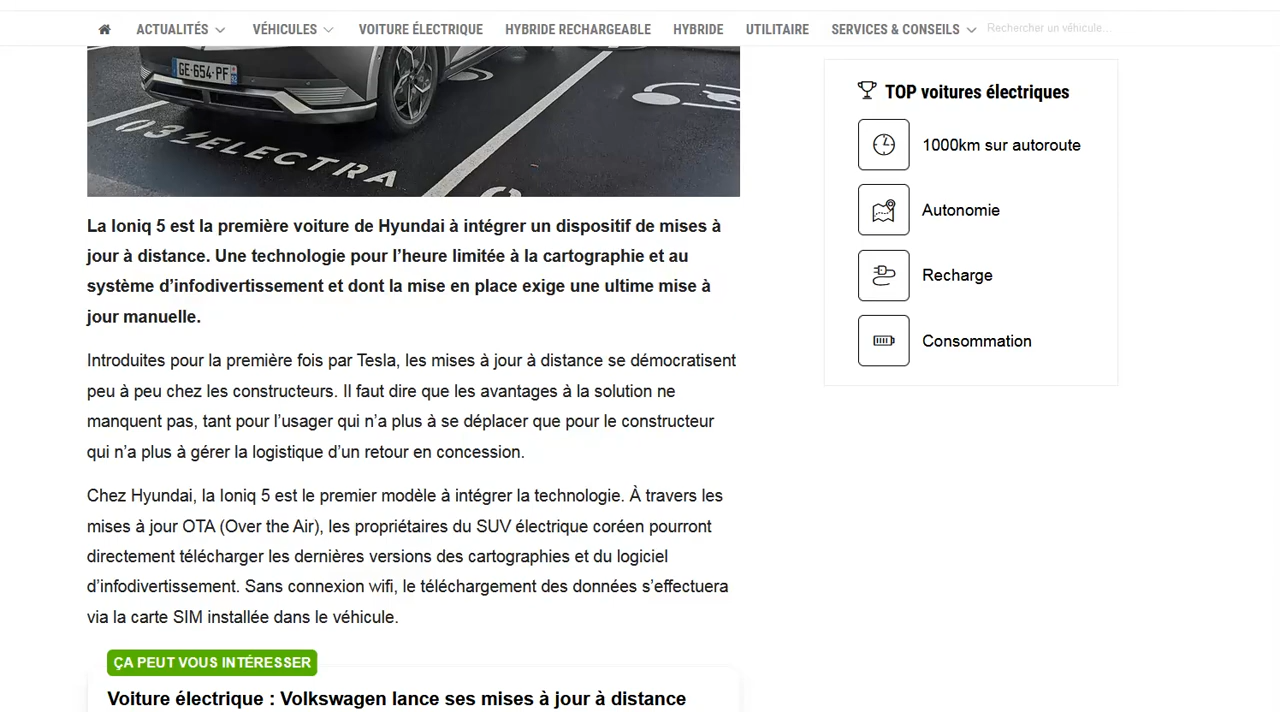 ACTUALITÉS VÉHICULES VOITURE ÉLECTRIQUE HYBRIDE RECHARGEABLE HYBRIDE UTILITAIRE SERVICES & CONSEILS Rechercher un véhicule...
GE-654-PF
ELECTRA
La Ioniq 5 est la première voiture de Hyundai à intégrer un dispositif de mises à
jour à distance. Une technologie pour l’heure limitée à la cartographie et au
système d’infodivertissement et dont la mise en place exige une ultime mise à
jour manuelle.
Introduites pour la première fois par Tesla, les mises à jour à distance se démocratisent
peu à peu chez les constructeurs. Il faut dire que les avantages à la solution ne
manquent pas, tant pour l’usager qui n’a plus à se déplacer que pour le constructeur
qui n’a plus à gérer la logistique d’un retour en concession.
Chez Hyundai, la Ioniq 5 est le premier modèle à intégrer la technologie. À travers les
mises à jour OTA (Over the Air), les propriétaires du SUV électrique coréen pourront
directement télécharger les dernières versions des cartographies et du logiciel
d’infodivertissement. Sans connexion wifi, le téléchargement des données s’effectuera
via la carte SIM installée dans le véhicule.
ÇA PEUT VOUS INTÉRESSER
Voiture électrique : Volkswagen lance ses mises à jour à distance
TOP voitures électriques
1000km sur autoroute
Autonomie
Recharge
Consommation